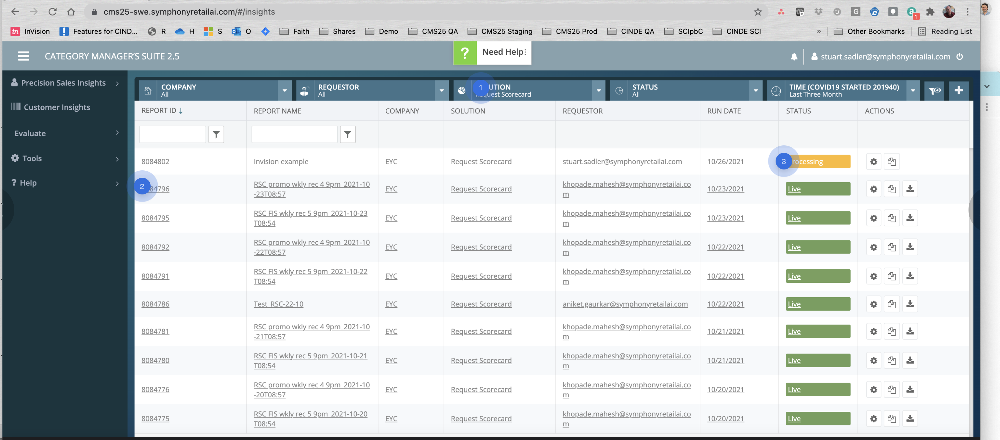 cms25-swe.symphonyretailai.com/#/insights
1
in InVision ! Features for CIND... R H S O Faith Shares Demo CMS25 QA CMS25 Staging CMS25 Prod CINDE QA SCIpbC CINDE SCI » Other Bookmarks Reading List
CATEGORY MANAGER'S SUITE 2.5
? Need Help
stuart.sadler@symphonyretailai.com
Precision Sales Insights
Customer Insights
Evaluate
Tools
? Help
COMPANY
All
REQUESTOR
All
1 UTION
quest Scorecard
STATUS
All
TIME (COVID19 STARTED 201940)
Last Three Month
REPORT ID REPORT NAME COMPANY SOLUTION REQUESTOR RUN DATE STATUS ACTIONS
8084802 Invision example EYC Request Scorecard stuart.sadler@symphonyretailai.com 10/26/2021 3 rocessing
2 84796 RSC promo wkly rec 4 9pm 2021-10 EYC Request Scorecard khopade.mahesh@symphonyretailai.co 10/23/2021 Live
-23T08:57 m
8084795 RSC FIS wkly rec 5 9pm 2021-10-23 EYC Request Scorecard khopade.mahesh@symphonyretailai.co 10/23/2021 Live
T08:54 m
8084792 RSC promo wkly rec 4 9pm 2021-10 EYC Request Scorecard khopade.mahesh@symphonyretailai.co 10/22/2021 Live
-22T08:57 m
8084791 RSC FIS wkly rec 5 9pm 2021-10-22 EYC Request Scorecard khopade.mahesh@symphonyretailai.co 10/22/2021 Live
T08:54 m
8084786 Test RSC-22-10 EYC Request Scorecard aniket.gaurkar@symphonyretailai.com 10/22/2021 Live
8084781 RSC promo wkly rec 4 9pm 2021-10 EYC Request Scorecard khopade.mahesh@symphonyretailai.co 10/21/2021 Live
-21T08:57 m
8084780 RSC FIS wkly rec 5 9pm 2021-10-21 EYC Request Scorecard khopade.mahesh@symphonyretailai.co 10/21/2021 Live
T08:54 m
8084776 RSC promo wkly rec 4 9pm 2021-10 EYC Request Scorecard khopade.mahesh@symphonyretailai.co 10/20/2021 Live
-20T08:57 m
8084775 RSC FIS wkly rec 5 9pm 2021-10-20 EYC Request Scorecard khopade.mahesh@symphonyretailai.co 10/20/2021 Live
T08:54 m